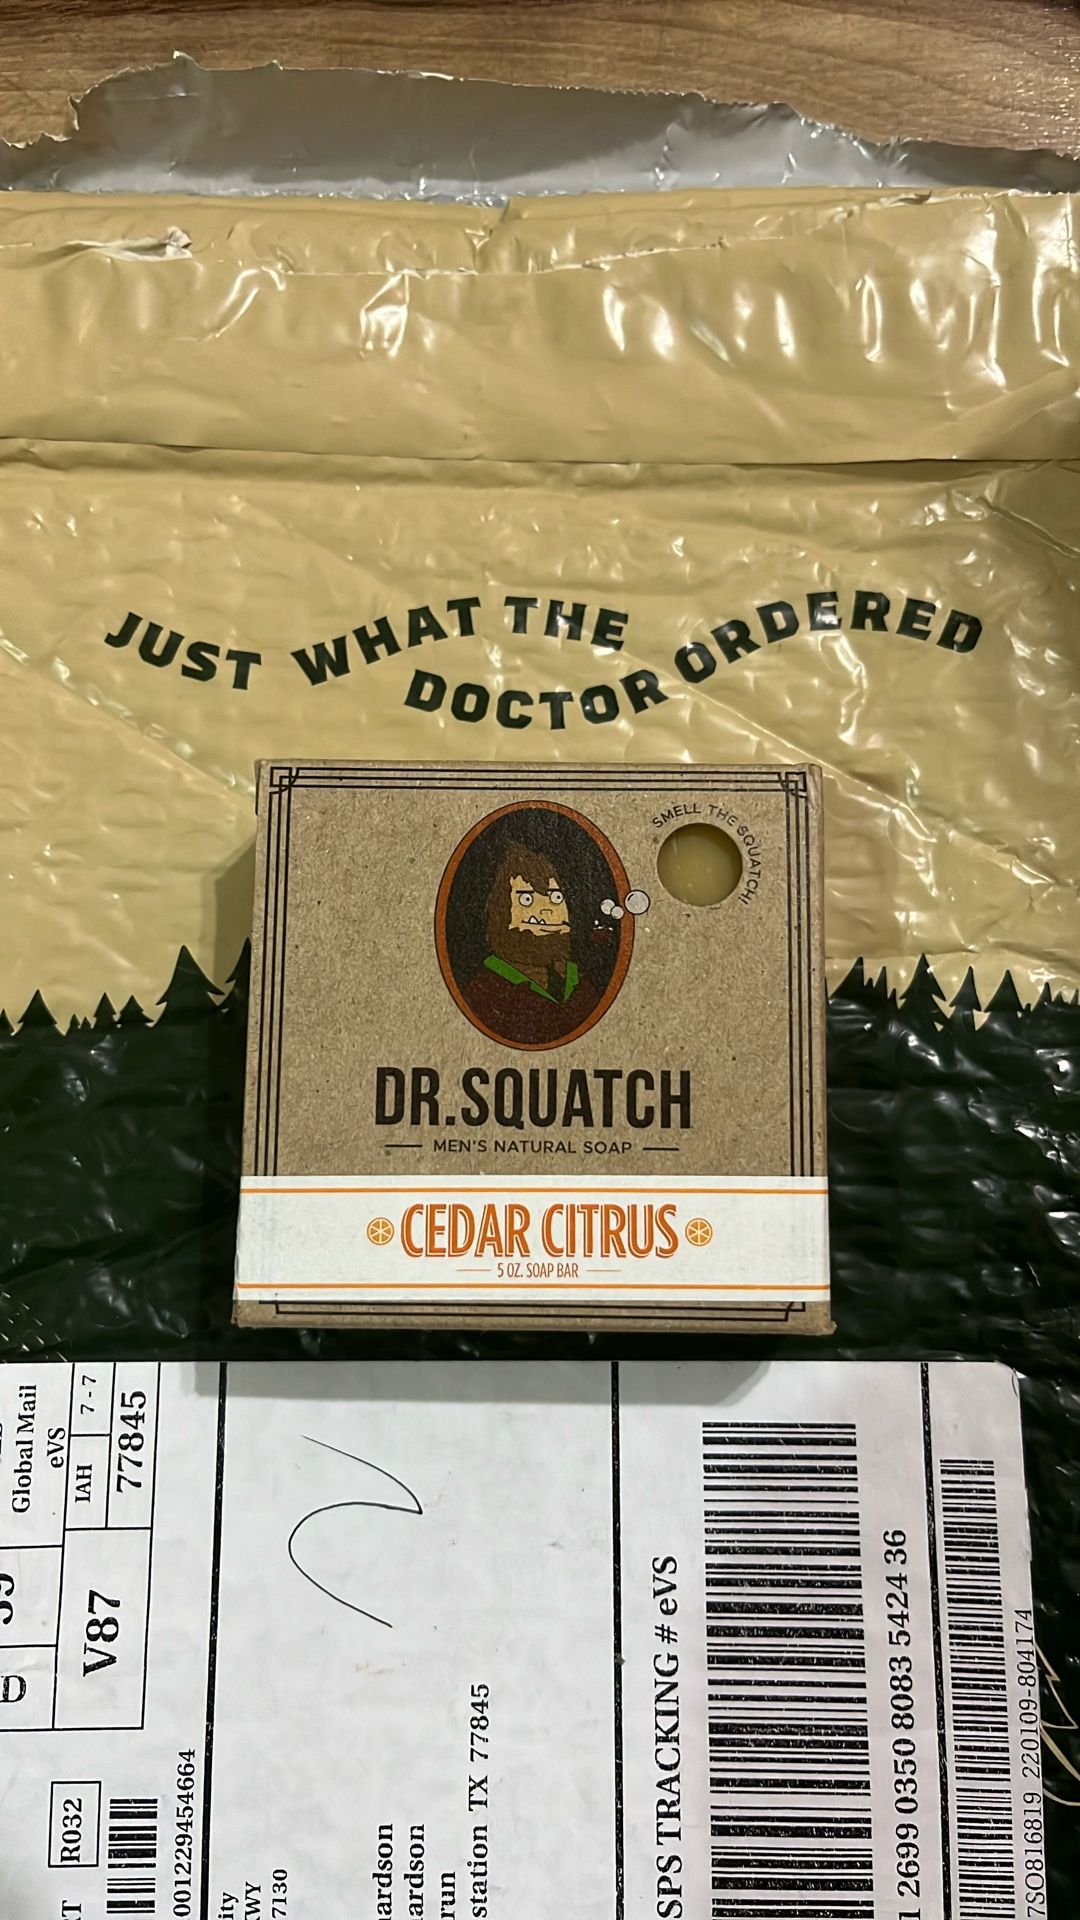 JUST WHAT THE DOCTOR ORDERED
SMELL THE SQUATCH!
DR. SQUATCH
MEN'S NATURAL SOAP
CEDAR CITRUS
5 OZ. SOAP BAR
Global Mail
eVS
IAH
7-7
77845
V87
R032
001229454664
7130
station TX 77845
SPS TRACKING # eVS
2699 0350 8083 5424 36
7SO816819 220109-804174